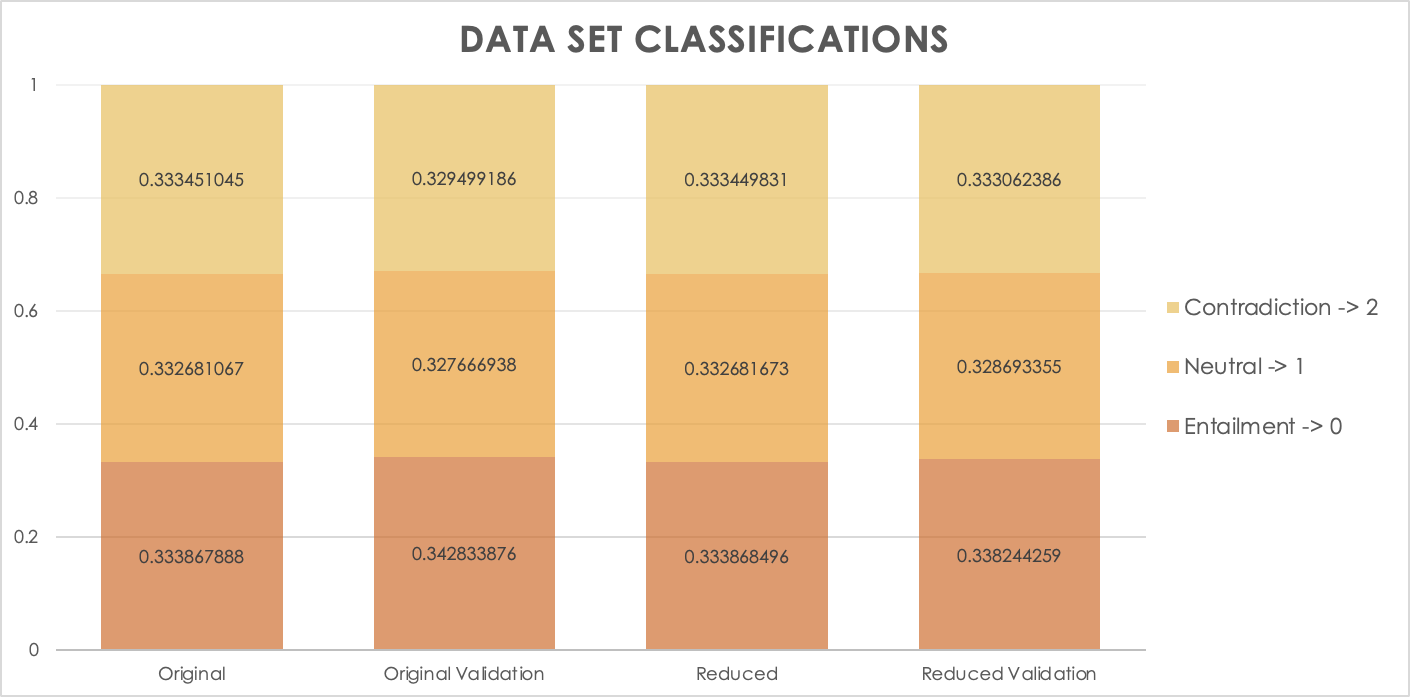 DATA SET CLASSIFICATIONS
1
0.8
0.6
0.4
0.2
0
0.333451045
0.329499186
0.333449831
0.333062386
0.332681067
0.327666938
0.332681673
0.328693355
0.333867888
0.342833876
0.333868496
0.338244259
Original
Original Validation
Reduced
Reduced Validation
Contradiction -> 2
Neutral -> 1
Entailment -> 0